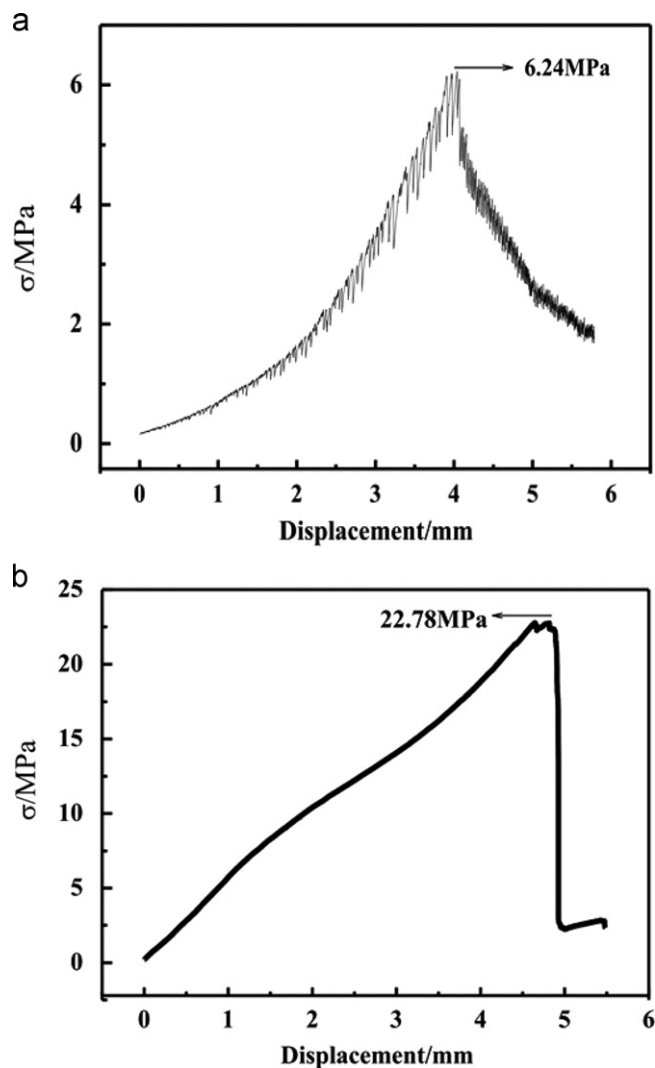 a
6.24MPa
6
4
2
0
σ/MPa
0 1 2 3 4 5 6
Displacement/mm
b
25
22.78MPa
20
15
10
5
0
σ/MPa
0 1 2 3 4 5 6
Displacement/mm